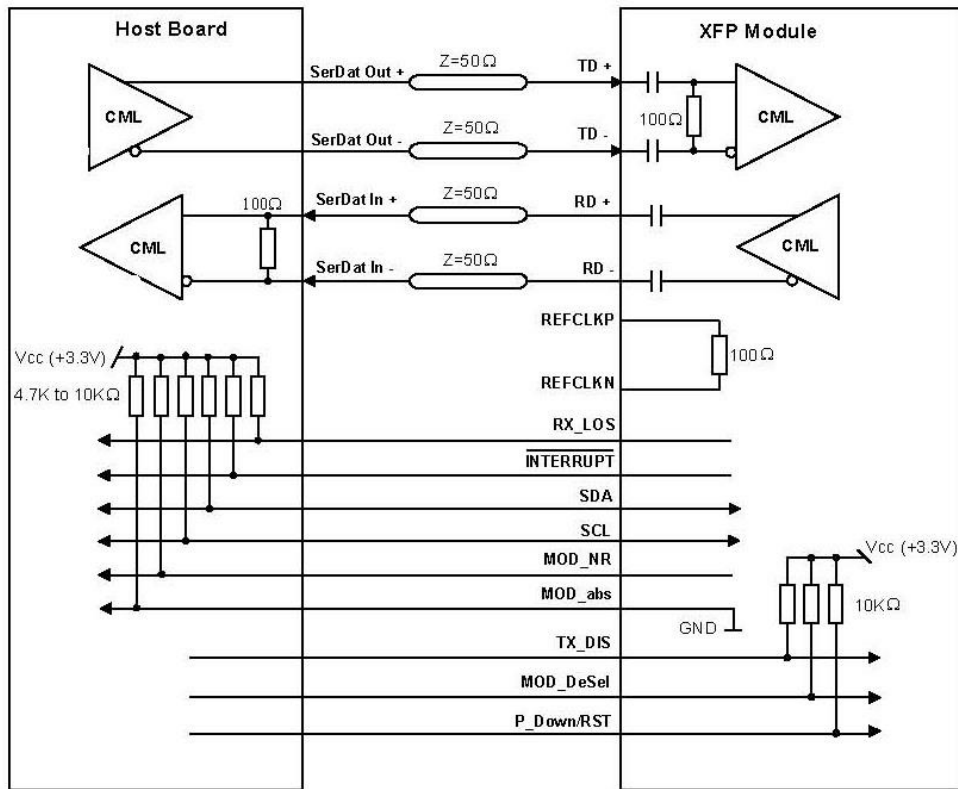 Host Board
XFP Module
CML
SerDat Out +
Z=50Ω
TD +
100Ω
CML
SerDat Out -
Z=50Ω
TD -
CML
100Ω
SerDat In +
Z=50Ω
RD +
CML
SerDat In -
Z=50Ω
RD -
REFCLKP
100Ω
REFCLKN
Vcc (+3.3V)
4.7K to 10KΩ
RX_LOS
INTERRUPT
SDA
SCL
MOD_NR
MOD_abs
GND
Vcc (+3.3V)
10KΩ
TX_DIS
MOD_DeSel
P_Down/RST